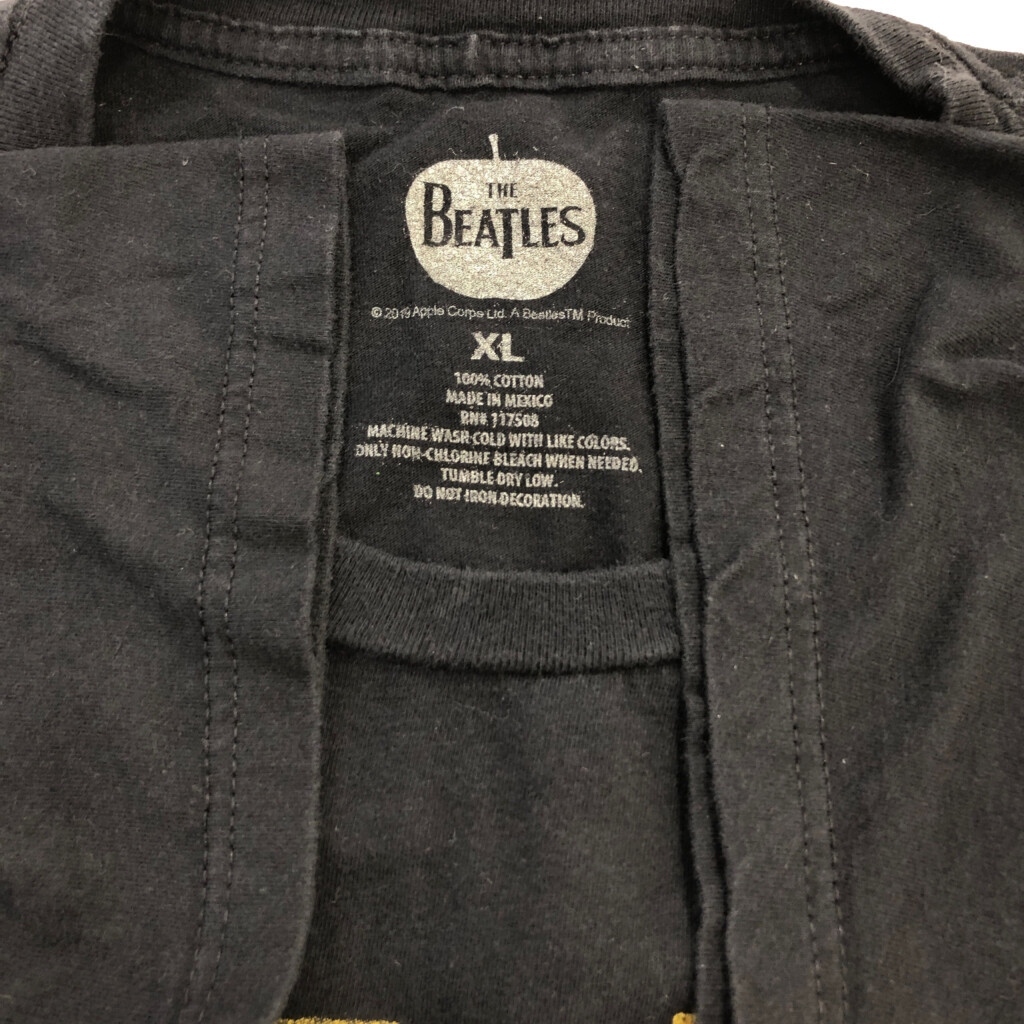 THE
BEATLES
© 2019 Apple Corps Ltd. A BeatlesTM Product
XL
100% COTTON
MADE IN MEXICO
RN# 117508
MACHINE WASH COLD WITH LIKE COLORS.
ONLY NON-CHLORINE BLEACH WHEN NEEDED.
TUMBLE DRY LOW.
DO NOT IRON DECORATION.